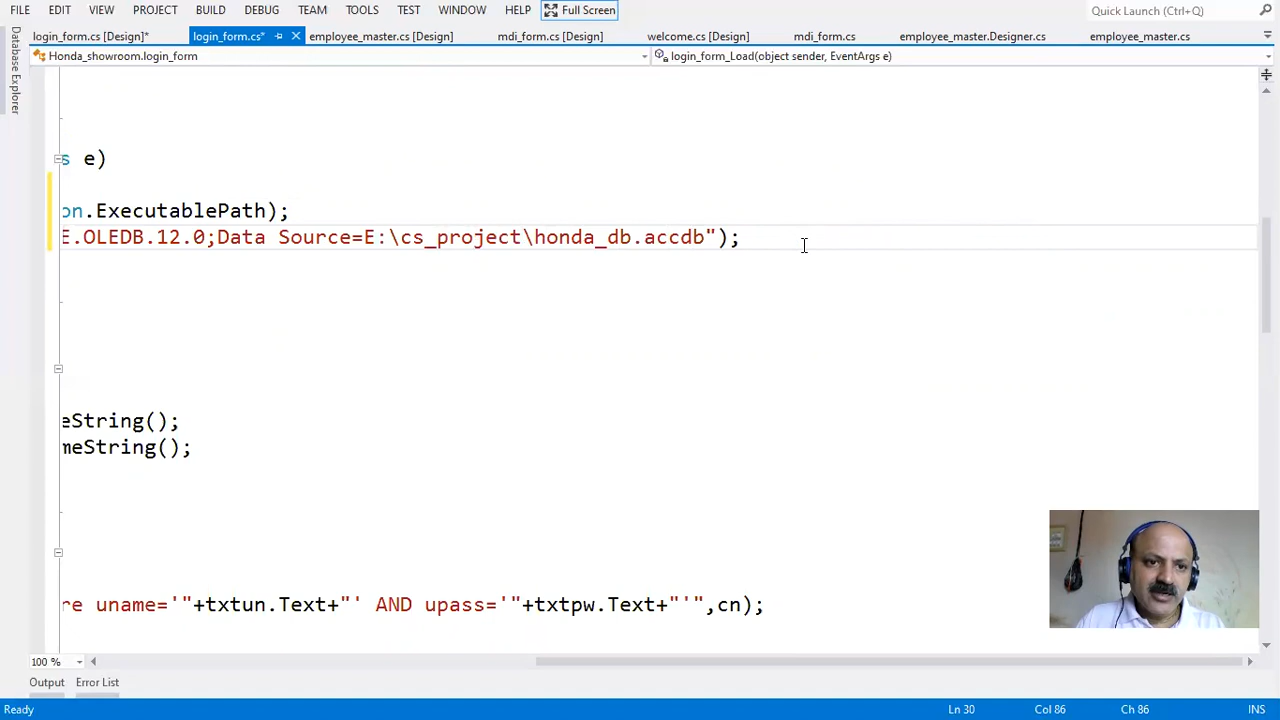 FILE EDIT VIEW PROJECT BUILD DEBUG TEAM TOOLS TEST WINDOW HELP Full Screen Quick Launch (Ctrl+Q)
login_form.cs [Design]* login_form.cs* employee_master.cs [Design] mdi_form.cs [Design] welcome.cs [Design] mdi_form.cs employee_master.Designer.cs employee_master.cs
Database Explorer
Honda_showroom.login_form login_form_Load(object sender, EventArgs e)
s e)
on.ExecutablePath);
E.OLEDB.12.0;Data Source=E:\cs_project\honda_db.accdb");
eString();
meString();
re uname='"+txtun.Text+"' AND upass='"+txtpw.Text+"'",cn);
100 %
Output Error List
Ready Ln 30 Col 86 Ch 86 INS